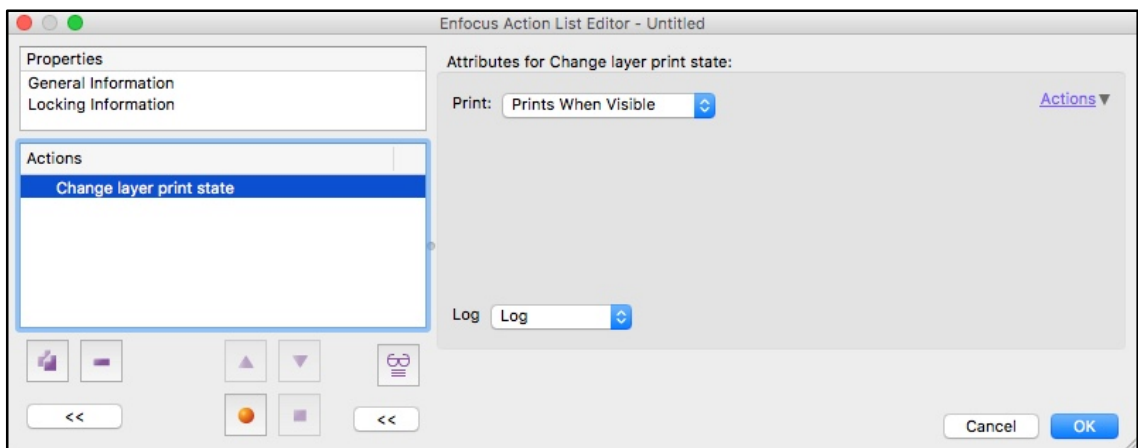 Enfocus Action List Editor - Untitled
Properties
General Information
Locking Information
Actions
Change layer print state
<<
<<
Attributes for Change layer print state:
Print: Prints When Visible
Actions▼
Log Log
Cancel
OK